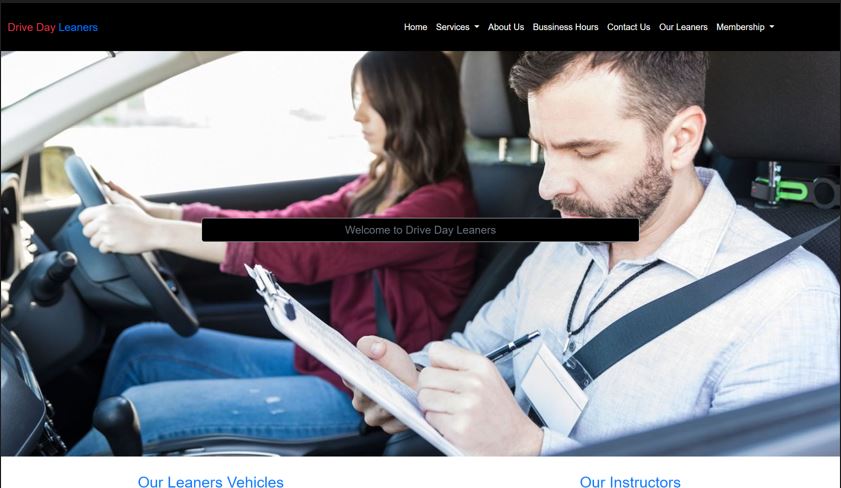 Drive Day Leaners
Home Services About Us Bussiness Hours Contact Us Our Leaners Membership
Welcome to Drive Day Leaners
Our Leaners Vehicles
Our Instructors